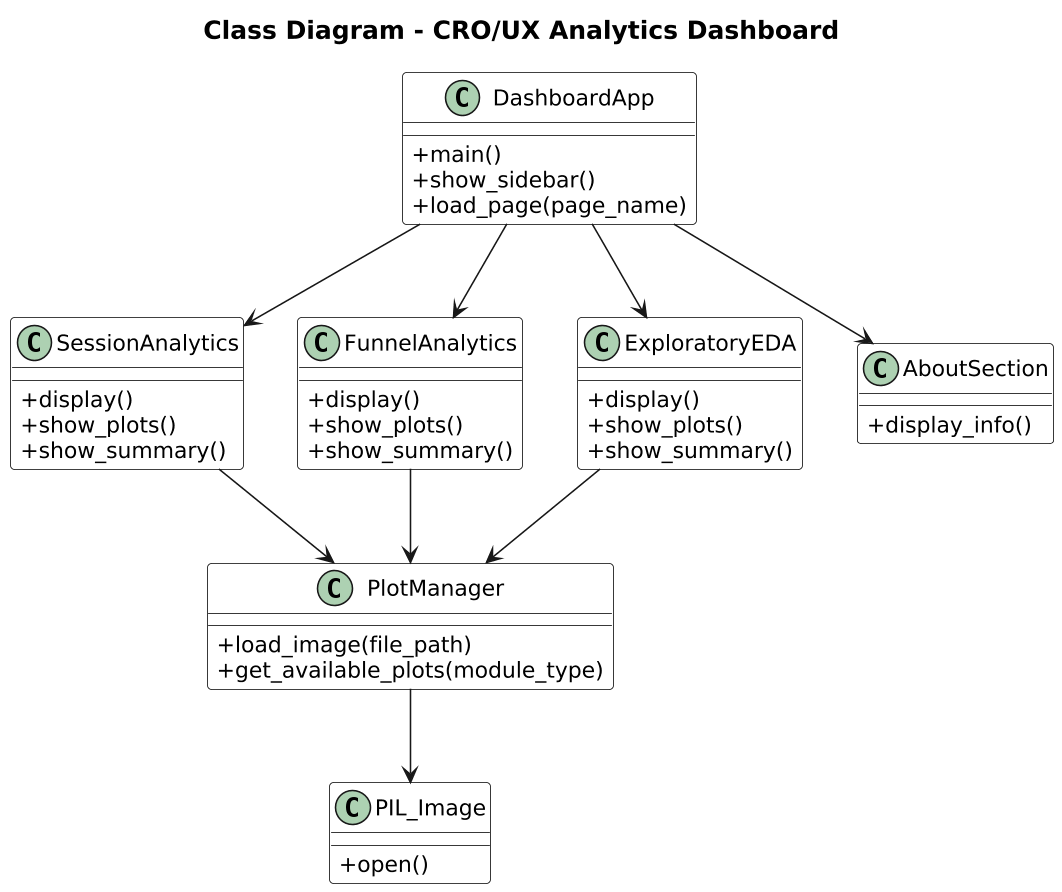 Class Diagram - CRO/UX Analytics Dashboard
C DashboardApp
+main()
+show_sidebar()
+load_page(page_name)
C SessionAnalytics
+display()
+show_plots()
+show_summary()
C FunnelAnalytics
+display()
+show_plots()
+show_summary()
C ExploratoryEDA
+display()
+show_plots()
+show_summary()
C AboutSection
+display_info()
C PlotManager
+load_image(file_path)
+get_available_plots(module_type)
C PIL_Image
+open()